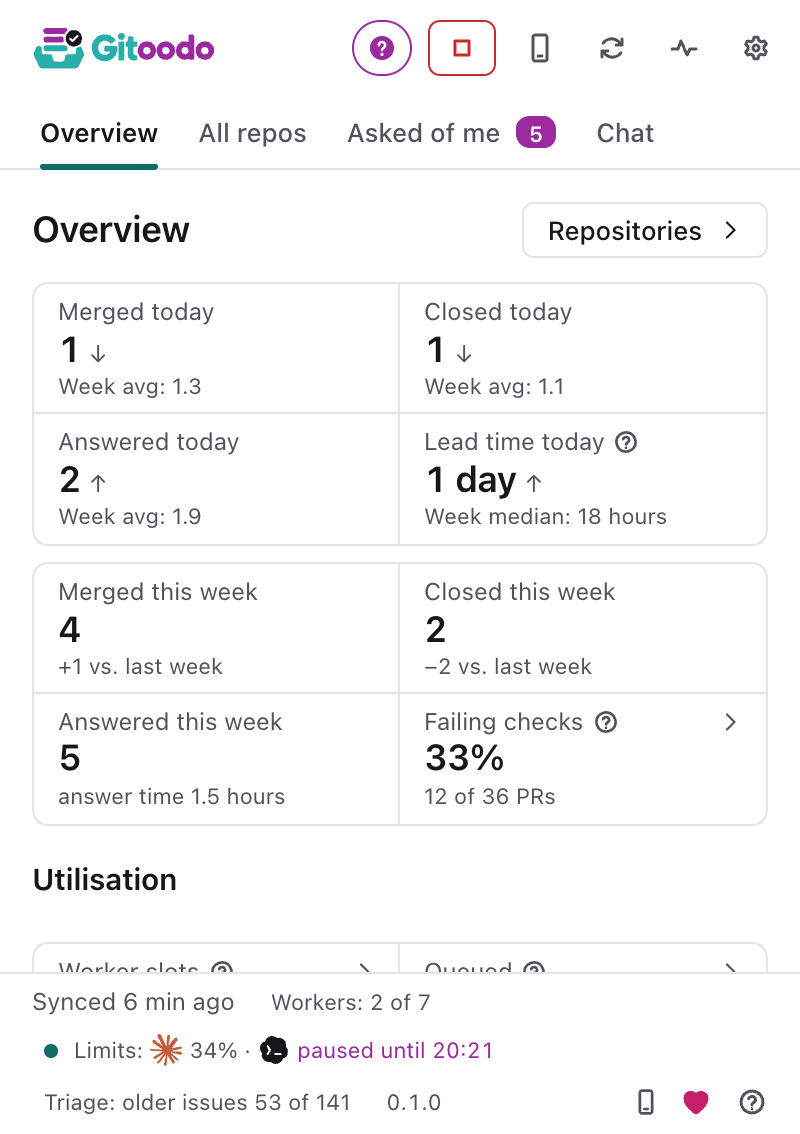 Gitoodo
Overview All repos Asked of me 5 Chat
Overview
Repositories
Merged today
1 ↓
Week avg: 1.3
Closed today
1 ↓
Week avg: 1.1
Answered today
2 ↑
Week avg: 1.9
Lead time today
1 day ↑
Week median: 18 hours
Merged this week
4
+1 vs. last week
Closed this week
2
−2 vs. last week
Answered this week
5
answer time 1.5 hours
Failing checks
33%
12 of 36 PRs
Utilisation
Worker slots
Queued
Synced 6 min ago Workers: 2 of 7
Limits: 34% · paused until 20:21
Triage: older issues 53 of 141 0.1.0